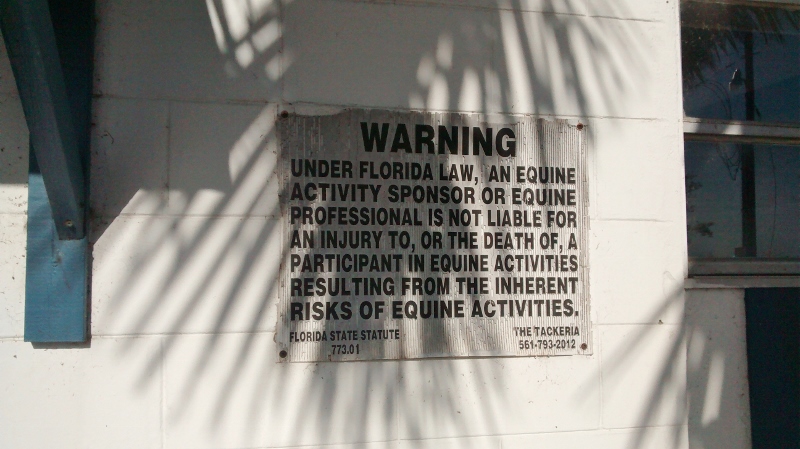 WARNING
UNDER FLORIDA LAW, AN EQUINE
ACTIVITY SPONSOR OR EQUINE
PROFESSIONAL IS NOT LIABLE FOR
AN INJURY TO, OR THE DEATH OF, A
PARTICIPANT IN EQUINE ACTIVITIES
RESULTING FROM THE INHERENT
RISKS OF EQUINE ACTIVITIES.
FLORIDA STATE STATUTE
773.01
THE TACKERIA
561-793-2012